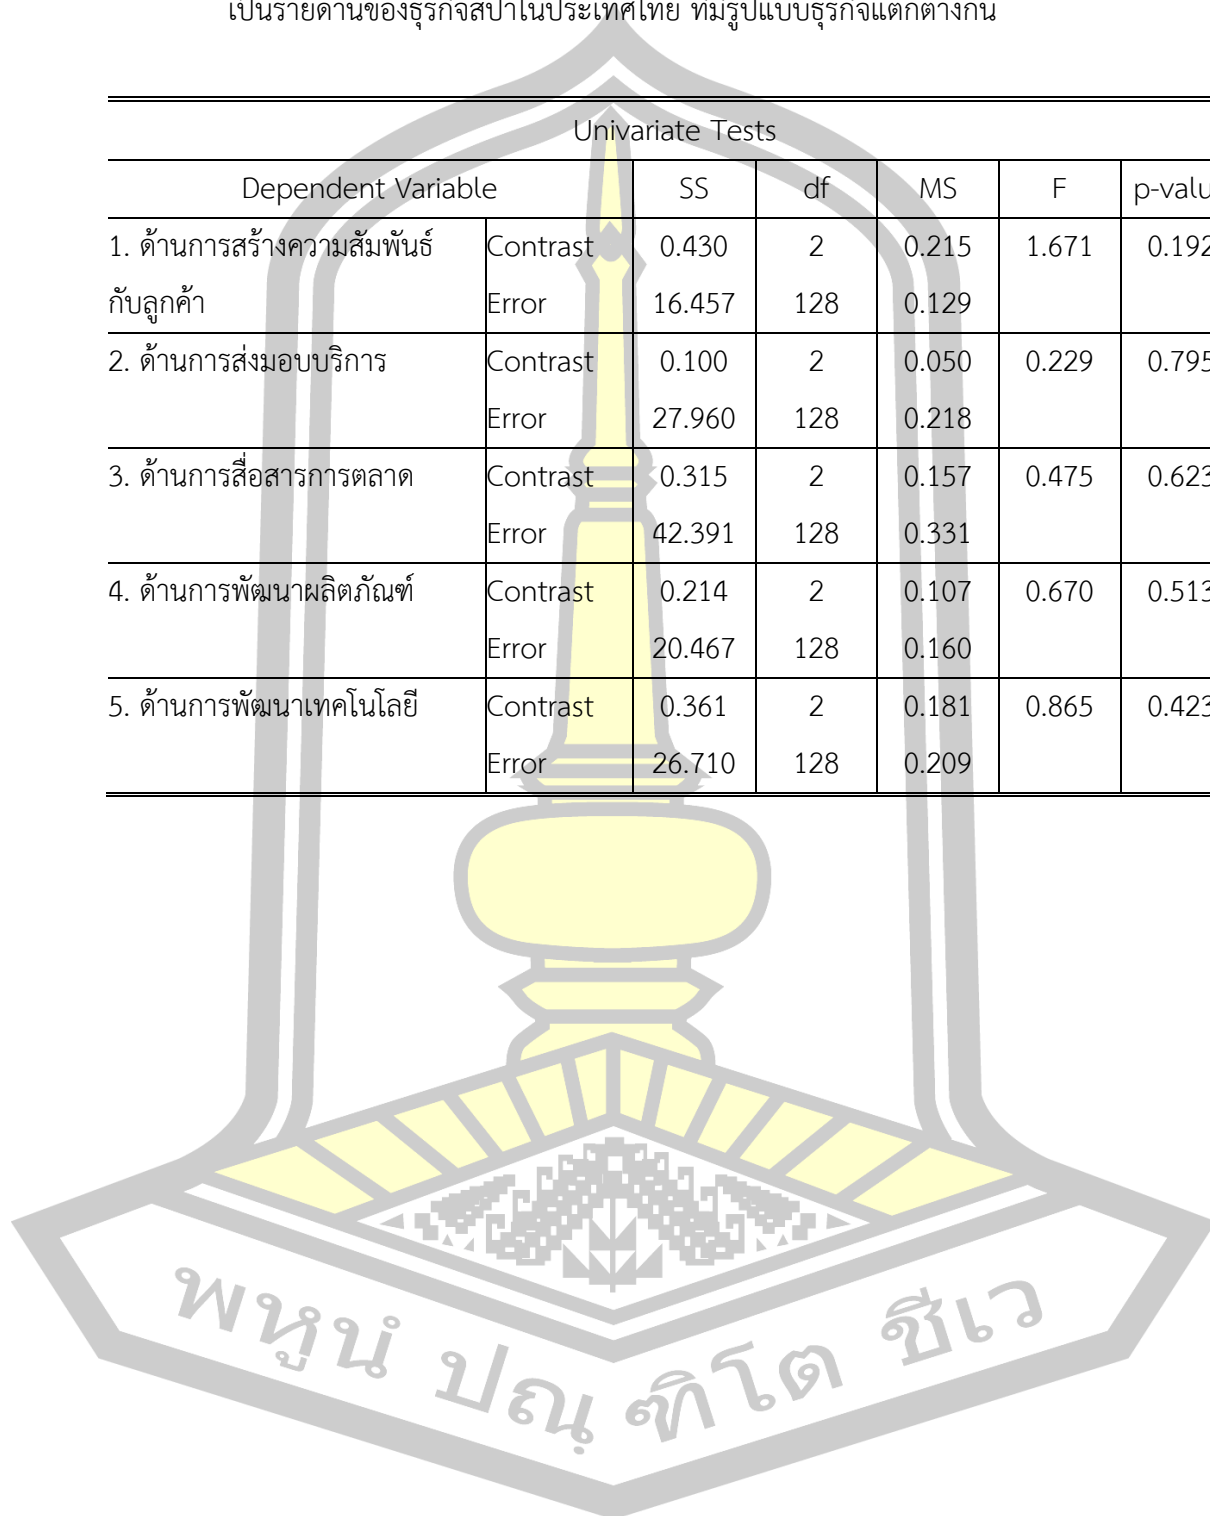 เป็นรายด้านของธุรกิจสปาในประเทศไทย ที่มีรูปแบบธุรกิจแตกต่างกัน
Univariate Tests
Dependent Variable SS df MS F p-valu
1. ด้านการสร้างความสัมพันธ์ Contrast 0.430 2 0.215 1.671 0.192
กับลูกค้า Error 16.457 128 0.129
2. ด้านการส่งมอบบริการ Contrast 0.100 2 0.050 0.229 0.795
Error 27.960 128 0.218
3. ด้านการสื่อสารการตลาด Contrast 0.315 2 0.157 0.475 0.623
Error 42.391 128 0.331
4. ด้านการพัฒนาผลิตภัณฑ์ Contrast 0.214 2 0.107 0.670 0.513
Error 20.467 128 0.160
5. ด้านการพัฒนาเทคโนโลยี Contrast 0.361 2 0.181 0.865 0.423
Error 26.710 128 0.209
พหูนํ ปณฺฑิโต ชีเว